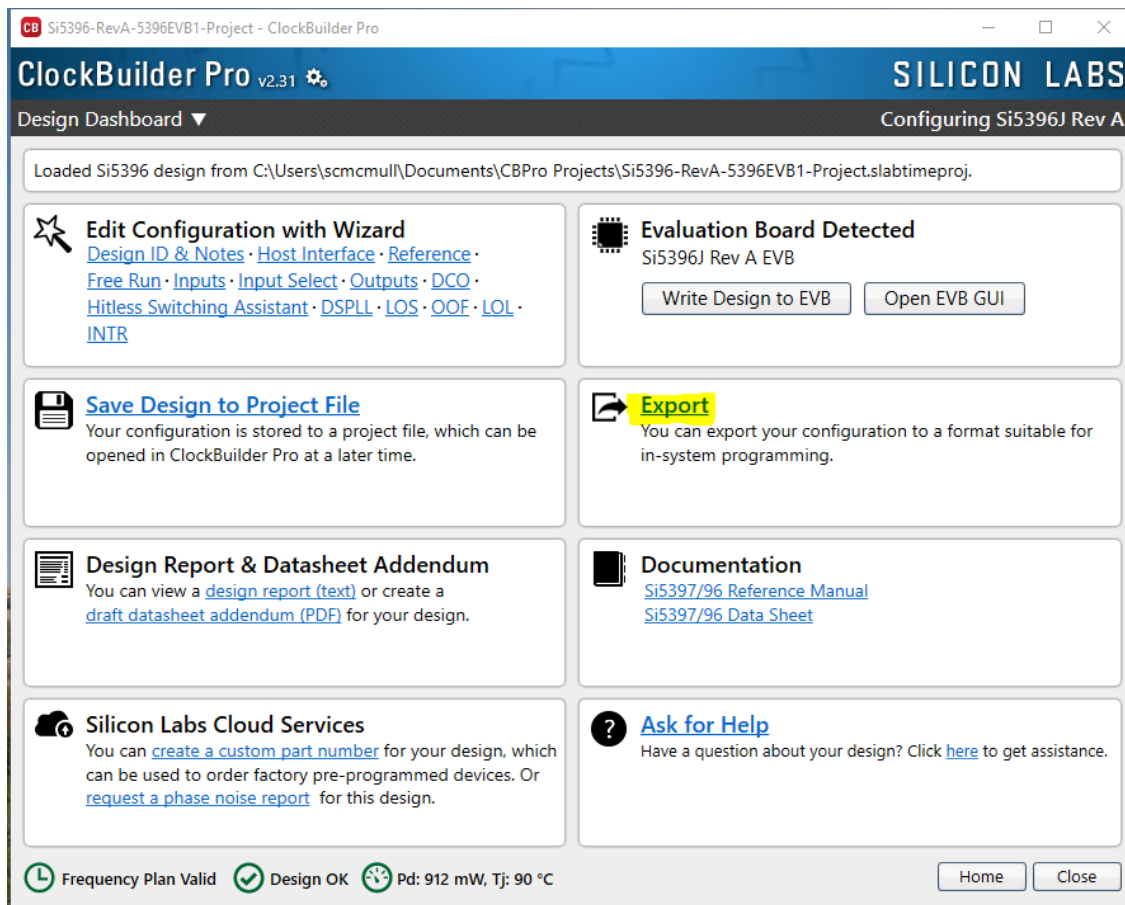 CB Si5396-RevA-5396EVB1-Project - ClockBuilder Pro
ClockBuilder Pro v2.31
SILICON LABS
Design Dashboard ▼
Configuring Si5396J Rev A
Loaded Si5396 design from C:\Users\scmcmull\Documents\CBPro Projects\Si5396-RevA-5396EVB1-Project.slabtimeproj.
Edit Configuration with Wizard
Design ID & Notes · Host Interface · Reference ·
Free Run · Inputs · Input Select · Outputs · DCO ·
Hitless Switching Assistant · DSPLL · LOS · OOF · LOL ·
INTR
Evaluation Board Detected
Si5396J Rev A EVB
Write Design to EVB
Open EVB GUI
Save Design to Project File
Your configuration is stored to a project file, which can be
opened in ClockBuilder Pro at a later time.
Export
You can export your configuration to a format suitable for
in-system programming.
Design Report & Datasheet Addendum
You can view a design report (text) or create a
draft datasheet addendum (PDF) for your design.
Documentation
Si5397/96 Reference Manual
Si5397/96 Data Sheet
Silicon Labs Cloud Services
You can create a custom part number for your design, which
can be used to order factory pre-programmed devices. Or
request a phase noise report for this design.
? Ask for Help
Have a question about your design? Click here to get assistance.
Frequency Plan Valid
Design OK
Pd: 912 mW, Tj: 90 °C
Home
Close